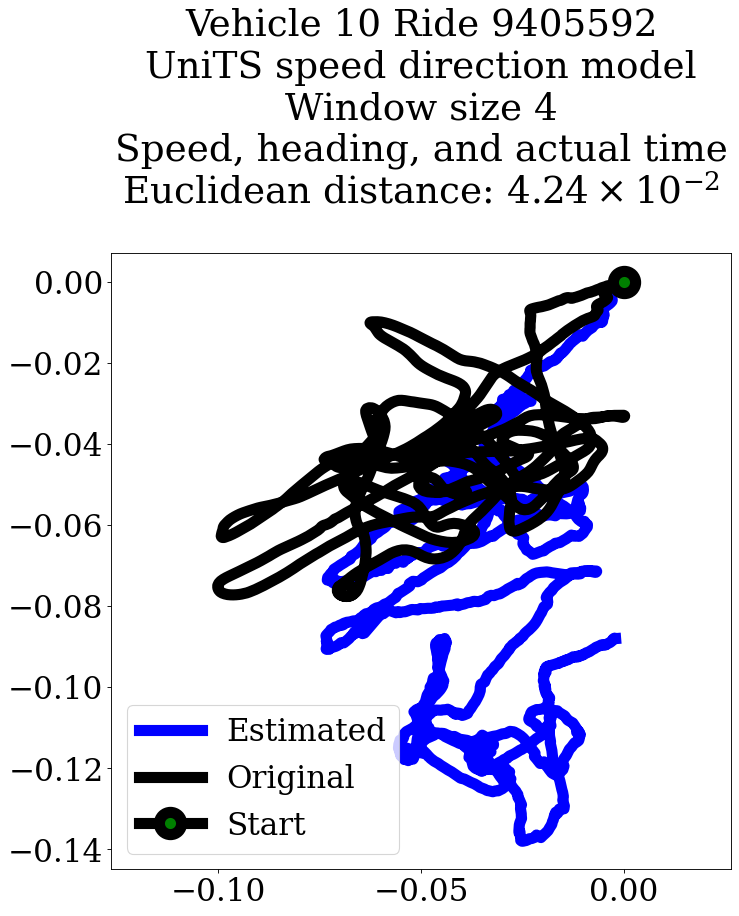 Vehicle 10 Ride 9405592
UniTS speed direction model
Window size 4
Speed, heading, and actual time
Euclidean distance: 4.24 × 10⁻²
0.00
−0.02
−0.04
−0.06
−0.08
−0.10
−0.12
−0.14
Estimated
Original
Start
−0.10
−0.05
0.00